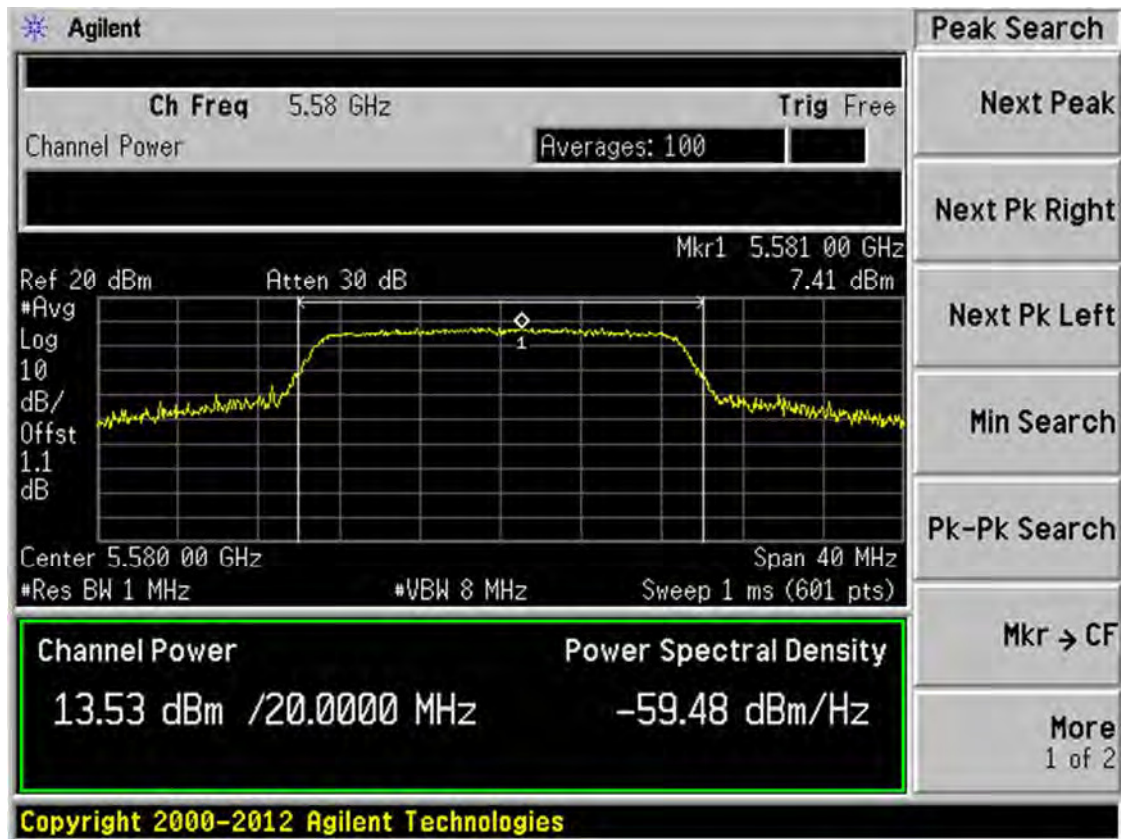 Agilent
Peak Search
Ch Freq 5.58 GHz Trig Free
Channel Power Averages: 100
Mkr1 5.581 00 GHz
Ref 20 dBm Atten 30 dB 7.41 dBm
#Avg
Log
10
dB/
Offst
1.1
dB
1
Center 5.580 00 GHz Span 40 MHz
#Res BW 1 MHz #VBW 8 MHz Sweep 1 ms (601 pts)
Channel Power Power Spectral Density
13.53 dBm /20.0000 MHz -59.48 dBm/Hz
Next Peak
Next Pk Right
Next Pk Left
Min Search
Pk-Pk Search
Mkr → CF
More
1 of 2
Copyright 2000-2012 Agilent Technologies